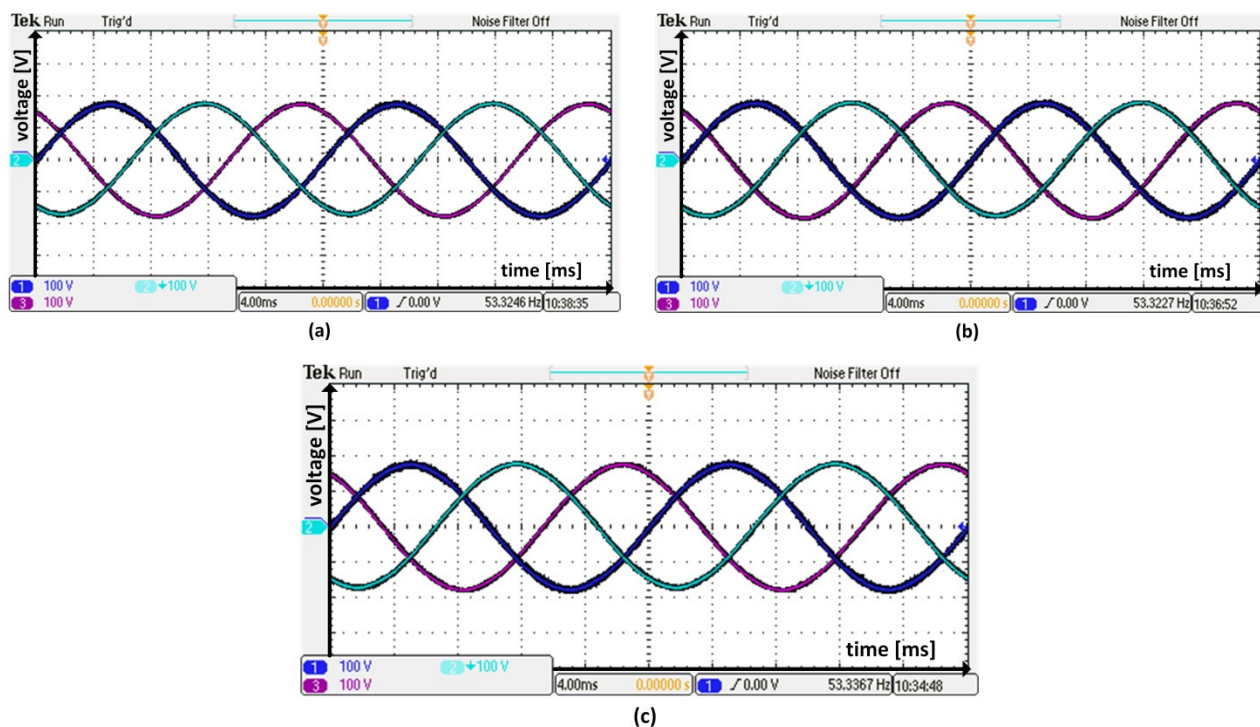 Tek Run Trig'd Noise Filter Off
voltage [V]
2
time [ms]
1 100 V 2 100 V
3 100 V
4.00ms 0.00000 s 1 0.00 V 53.3246 Hz 10:38:35
(a)
Tek Run Trig'd Noise Filter Off
voltage [V]
2
time [ms]
1 100 V 2 100 V
3 100 V
4.00ms 0.00000 s 1 0.00 V 53.3227 Hz 10:36:52
(b)
Tek Run Trig'd Noise Filter Off
voltage [V]
2
time [ms]
1 100 V 2 100 V
3 100 V
4.00ms 0.00000 s 1 0.00 V 53.3367 Hz 10:34:48
(c)